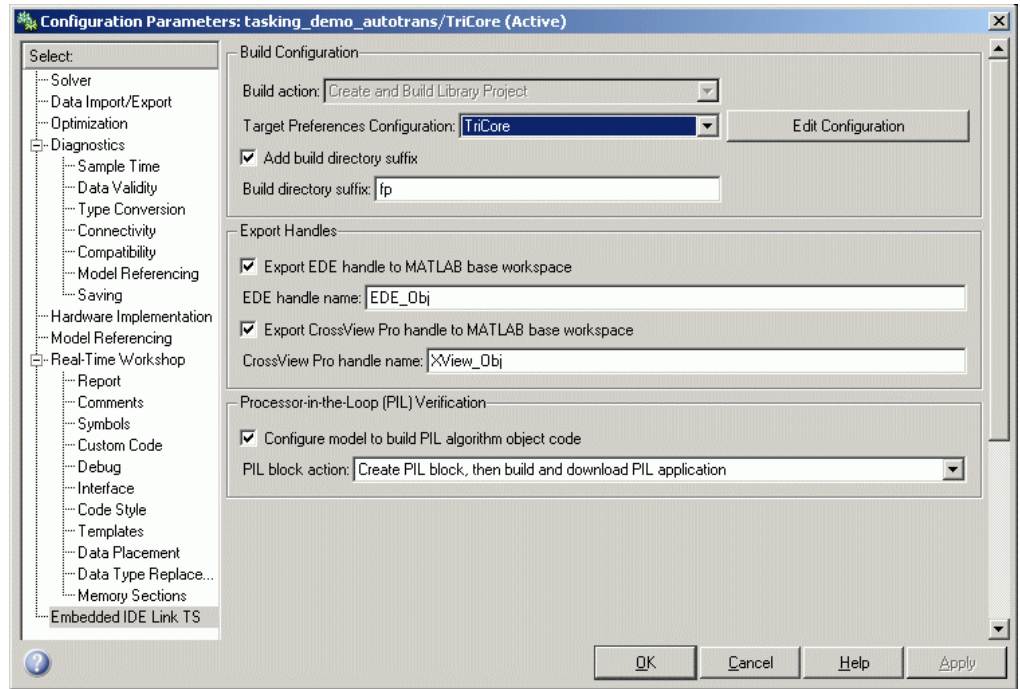 Configuration Parameters: tasking_demo_autotrans/TriCore (Active)
Select:
Solver
Data Import/Export
Optimization
Diagnostics
Sample Time
Data Validity
Type Conversion
Connectivity
Compatibility
Model Referencing
Saving
Hardware Implementation
Model Referencing
Real-Time Workshop
Report
Comments
Symbols
Custom Code
Debug
Interface
Code Style
Templates
Data Placement
Data Type Replace...
Memory Sections
Embedded IDE Link TS
Build Configuration
Build action: Create and Build Library Project
Target Preferences Configuration: TriCore Edit Configuration
Add build directory suffix
Build directory suffix: fp
Export Handles
Export EDE handle to MATLAB base workspace
EDE handle name: EDE_Obj
Export CrossView Pro handle to MATLAB base workspace
CrossView Pro handle name: XView_Obj
Processor-in-the-Loop (PIL) Verification
Configure model to build PIL algorithm object code
PIL block action: Create PIL block, then build and download PIL application
OK Cancel Help Apply